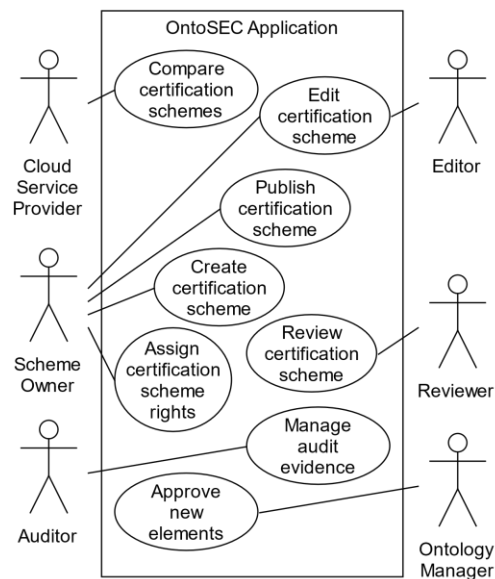 OntoSEC Application
Compare
certification
schemes
Edit
certification
scheme
Cloud
Service
Provider
Editor
Publish
certification
scheme
Create
certification
scheme
Scheme
Owner
Assign
certification
scheme
rights
Review
certification
scheme
Reviewer
Manage
audit
evidence
Auditor
Approve
new
elements
Ontology
Manager